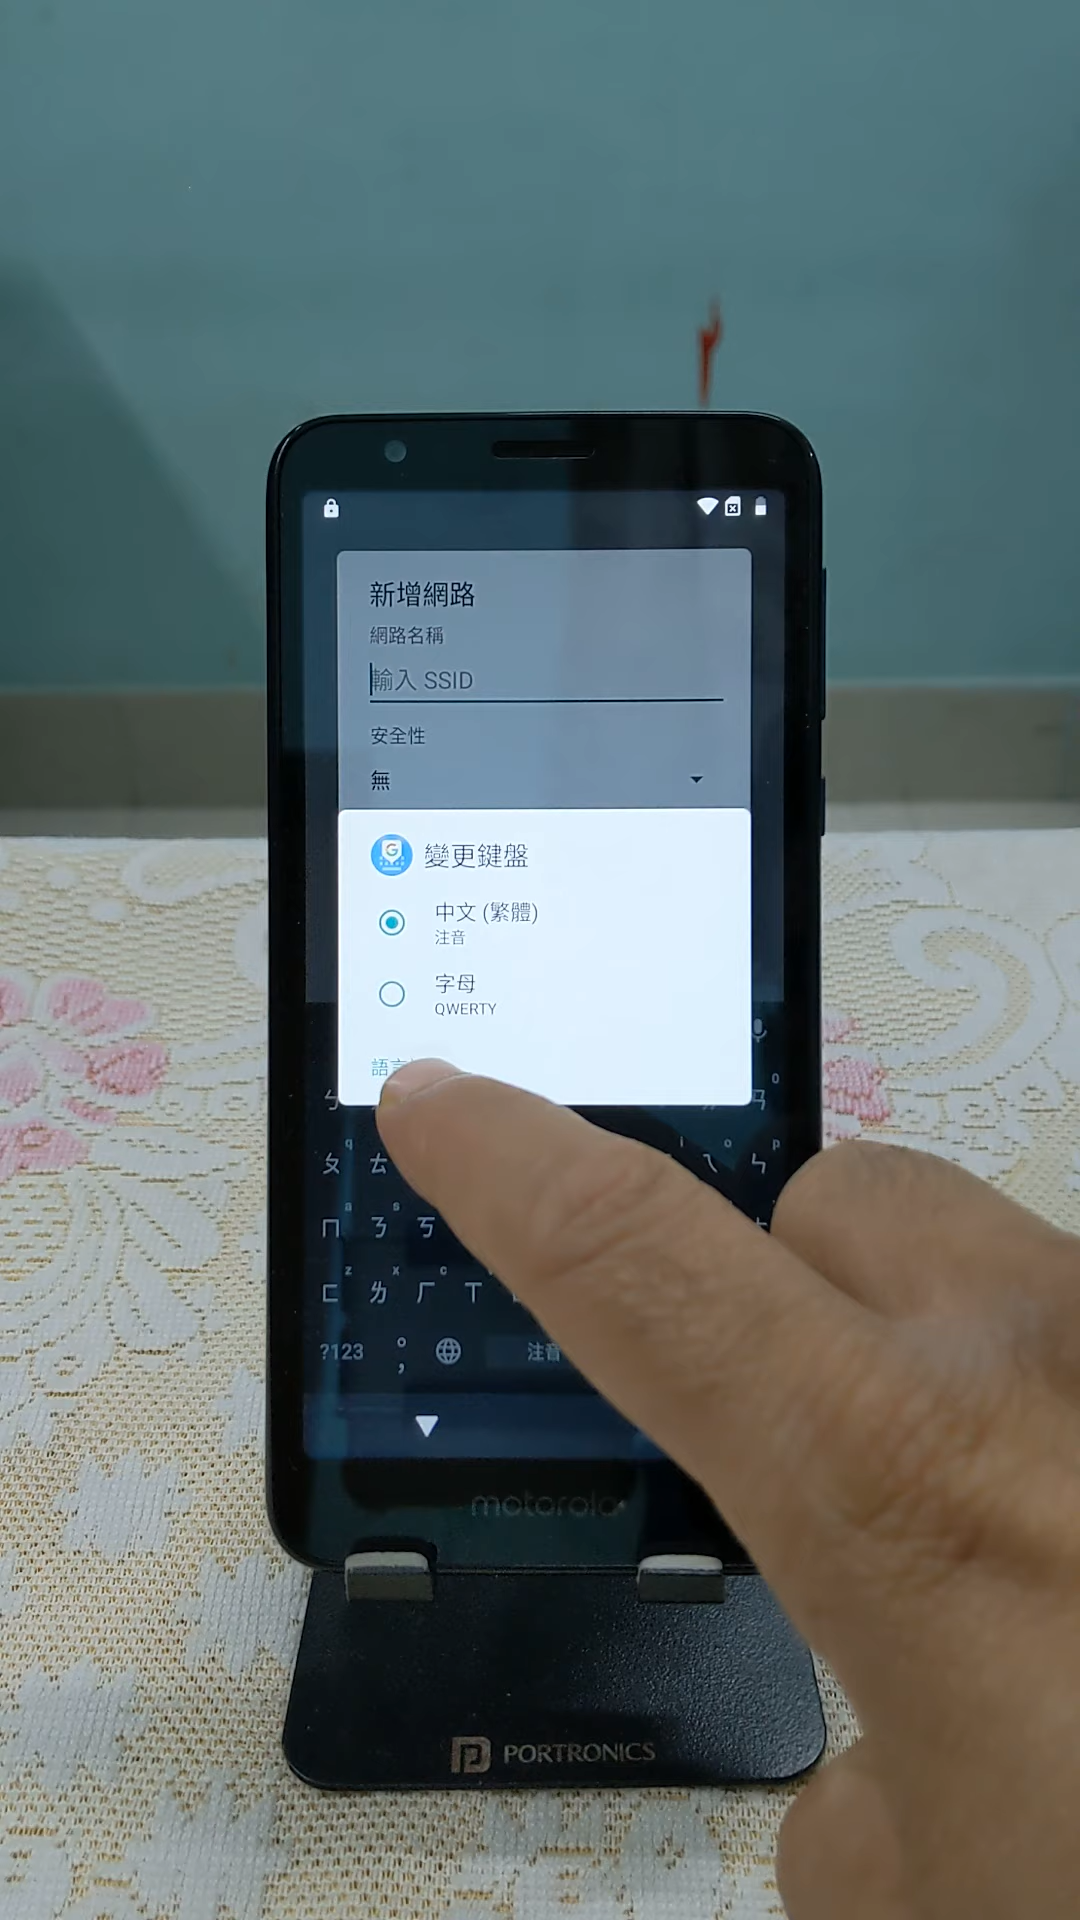 新增網路
網路名稱
輸入 SSID
安全性
無
變更鍵盤
中文 (繁體)
注音
字母
QWERTY
語言
ㄅ ㄢ 0
q i o p
ㄆ ㄊ ㄟ ㄣ
a s
ㄇ ㄋ ㄎ
z x c
ㄈ ㄌ ㄏ ㄒ
?123 ° , 注音
motorola
PORTRONICS